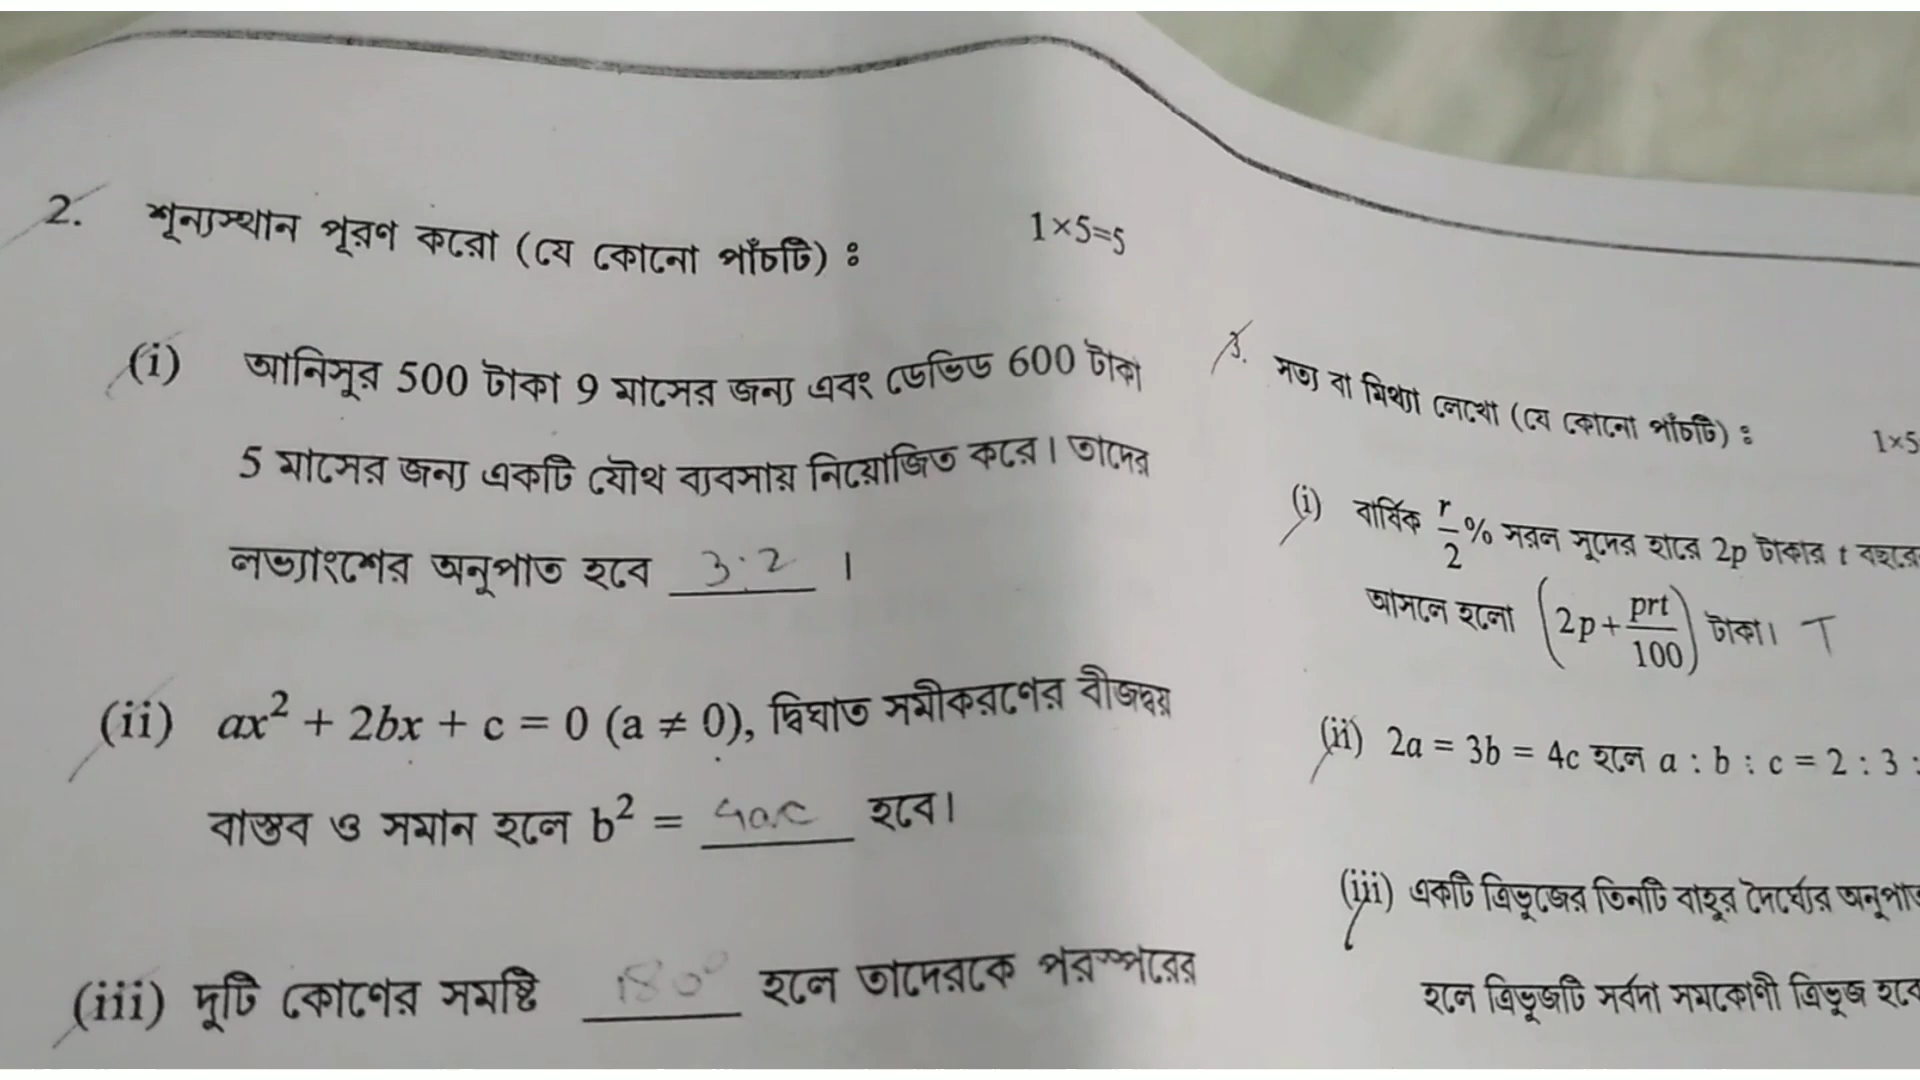 2. শূন্যস্থান পূরণ করো (যে কোনো পাঁচটি) : 1×5=5
(i) আনিসূর 500 টাকা 9 মাসের জন্য এবং ডেভিড 600 টাকা
5 মাসের জন্য একটি যৌথ ব্যবসায় নিয়োজিত করে। তাদের
লভ্যাংশের অনুপাত হবে 3:2 ।
(ii) ax² + 2bx + c = 0 (a ≠ 0), দ্বিঘাত সমীকরণের বীজদ্বয়
বাস্তব ও সমান হলে b² = 4ac হবে।
(iii) দুটি কোণের সমষ্টি 180° হলে তাদেরকে পরস্পরের
3. সত্য বা মিথ্যা লেখো (যে কোনো পাঁচটি) : 1×5
(i) বার্ষিক r/2% সরল সুদের হারে 2p টাকার t বছরের
আসলে হলো (2p + prt/100) টাকা। T
(ii) 2a = 3b = 4c হলে a : b : c = 2 : 3 :
(iii) একটি ত্রিভুজের তিনটি বাহুর দৈর্ঘ্যের অনুপাত
হলে ত্রিভুজটি সর্বদা সমকোণী ত্রিভুজ হবে